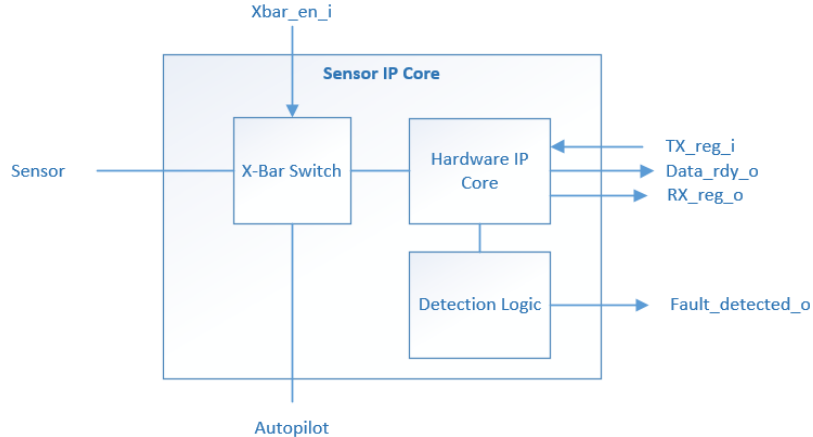 Xbar_en_i
Sensor IP Core
Sensor
X-Bar Switch
Hardware IP
Core
TX_reg_i
Data_rdy_o
RX_reg_o
Detection Logic
Fault_detected_o
Autopilot